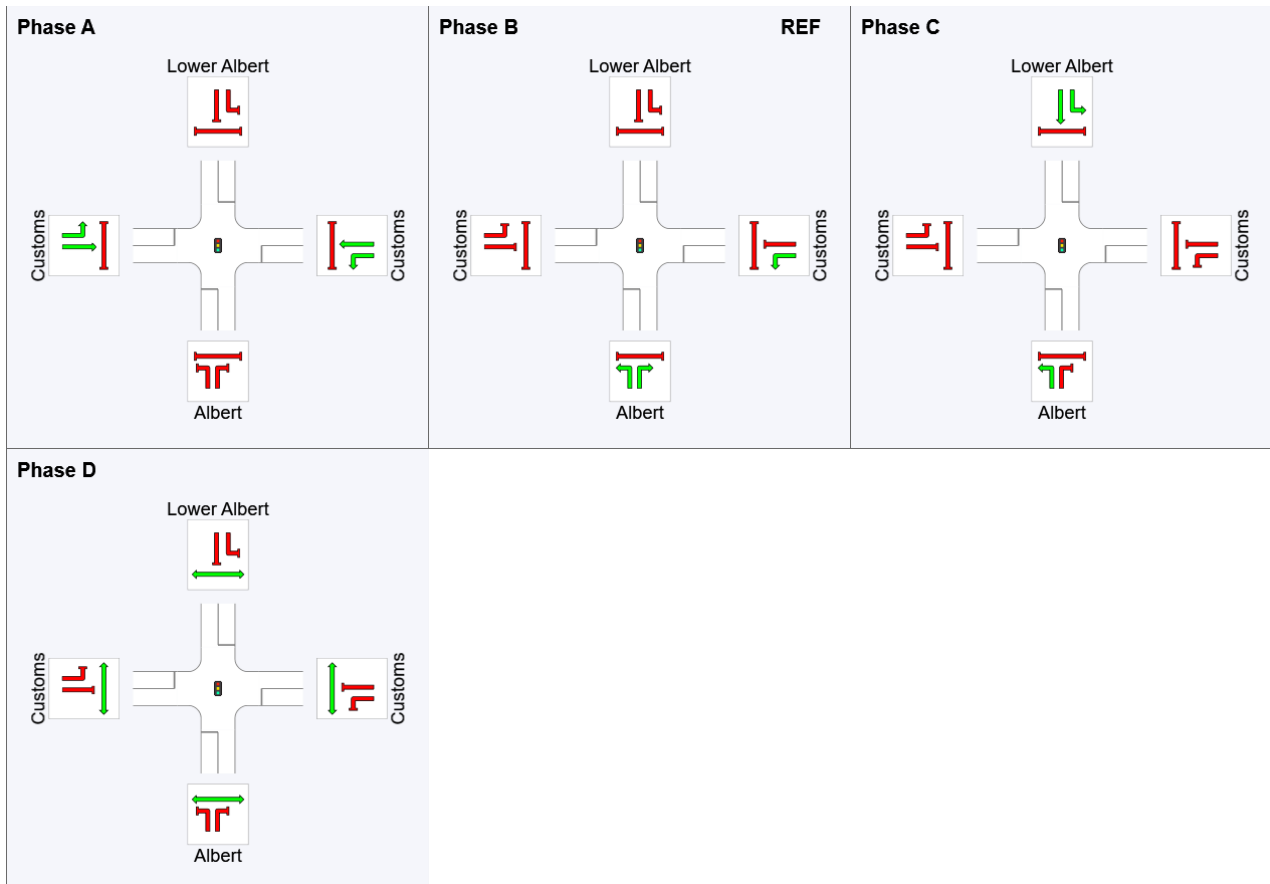 Phase A
Lower Albert
Customs
Customs
Albert
Phase B
REF
Lower Albert
Customs
Customs
Albert
Phase C
Lower Albert
Customs
Customs
Albert
Phase D
Lower Albert
Customs
Customs
Albert